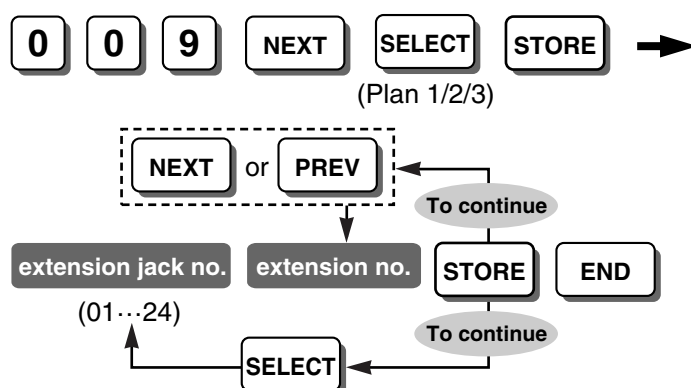 0 0 9 NEXT SELECT STORE
(Plan 1/2/3)
NEXT or PREV
To continue
extension jack no. extension no. STORE END
(01···24)
To continue
SELECT